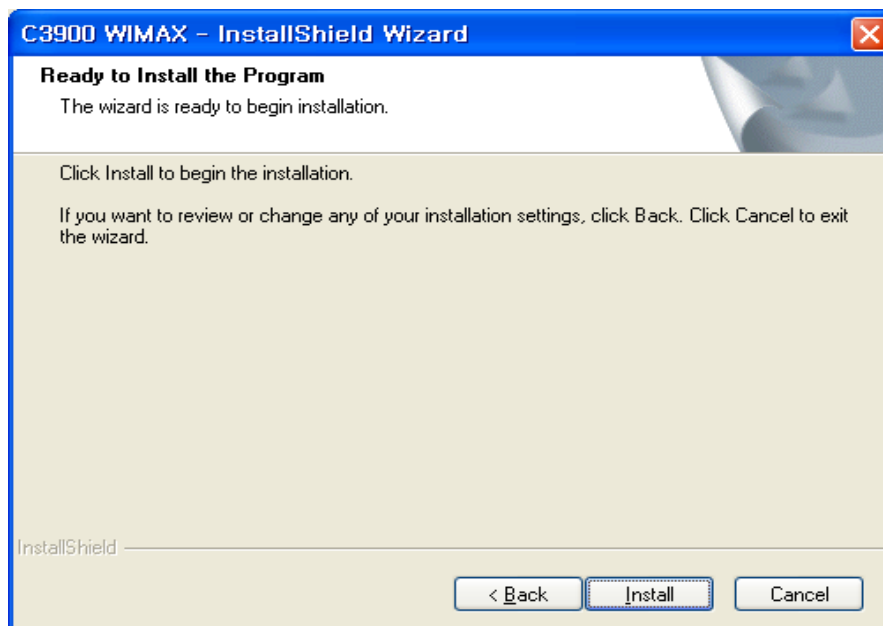 C3900 WIMAX - InstallShield Wizard
Ready to Install the Program
The wizard is ready to begin installation.
Click Install to begin the installation.
If you want to review or change any of your installation settings, click Back. Click Cancel to exit
the wizard.
InstallShield
< Back Install Cancel